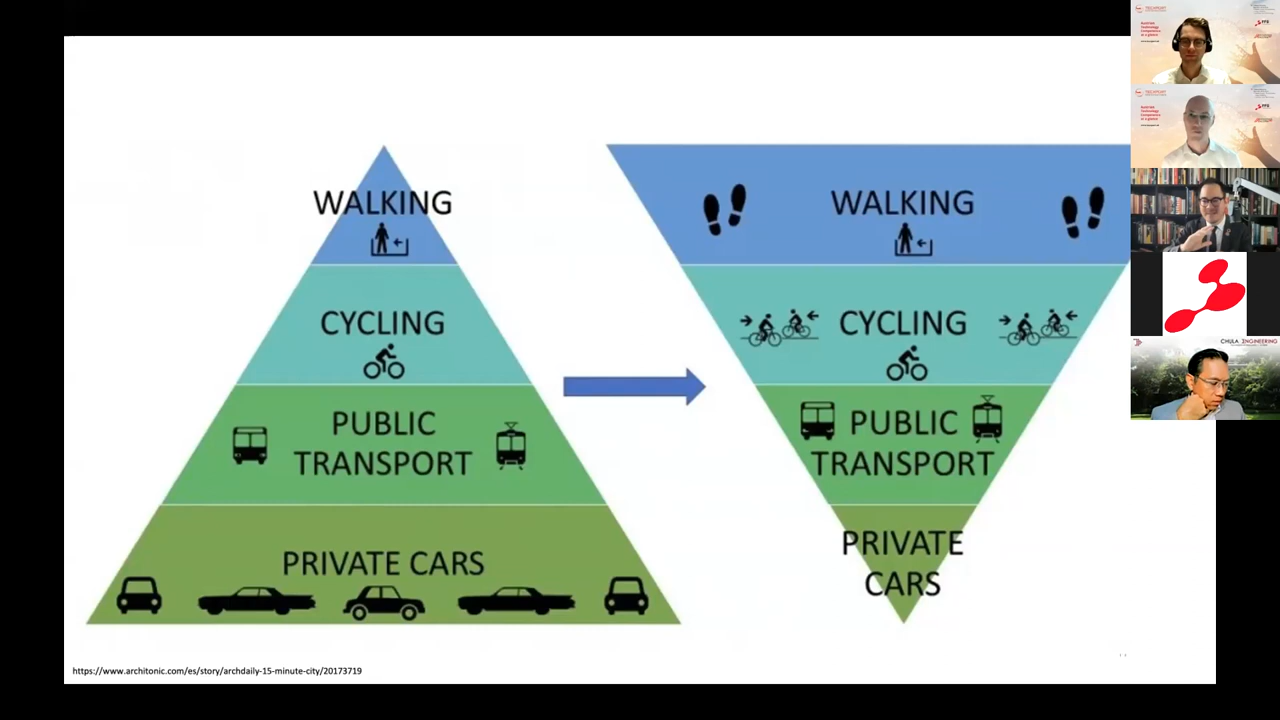 WALKING
CYCLING
PUBLIC
TRANSPORT
PRIVATE CARS
WALKING
CYCLING
PUBLIC
TRANSPORT
PRIVATE
CARS
https://www.architonic.com/es/story/archdaily-15-minute-city/20173719
CHULA ENGINEERING